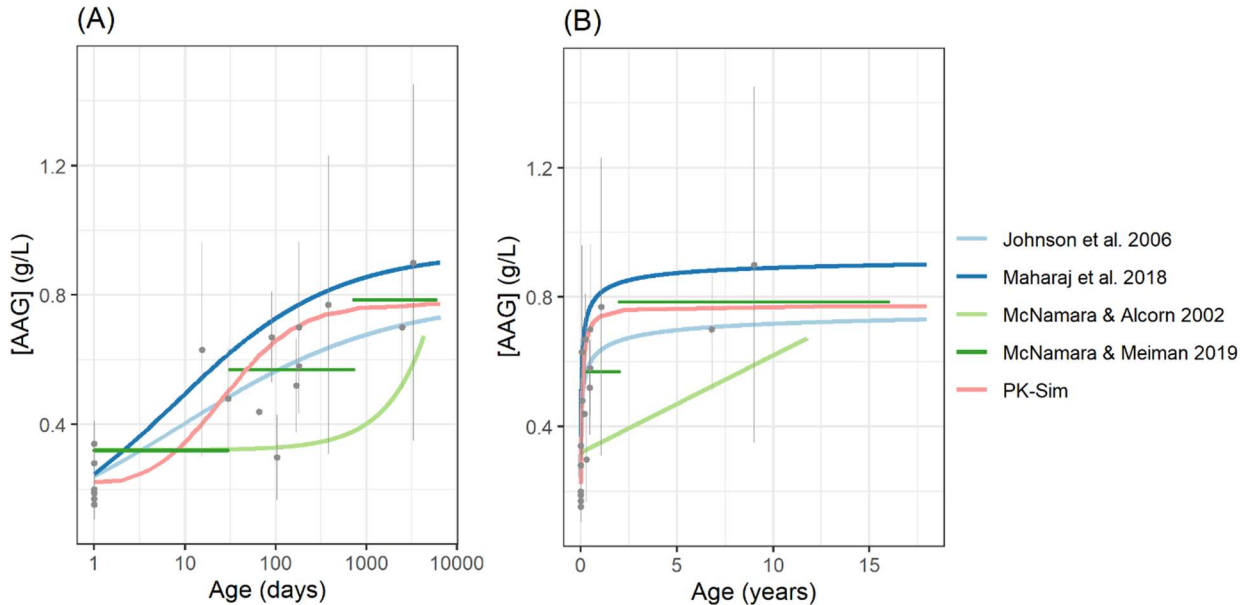 (A)
[AAG] (g/L)
1.2
0.8
0.4
1 10 100 1000 10000
Age (days)
(B)
[AAG] (g/L)
1.2
0.8
0.4
0 5 10 15
Age (years)
Johnson et al. 2006
Maharaj et al. 2018
McNamara & Alcorn 2002
McNamara & Meiman 2019
PK-Sim